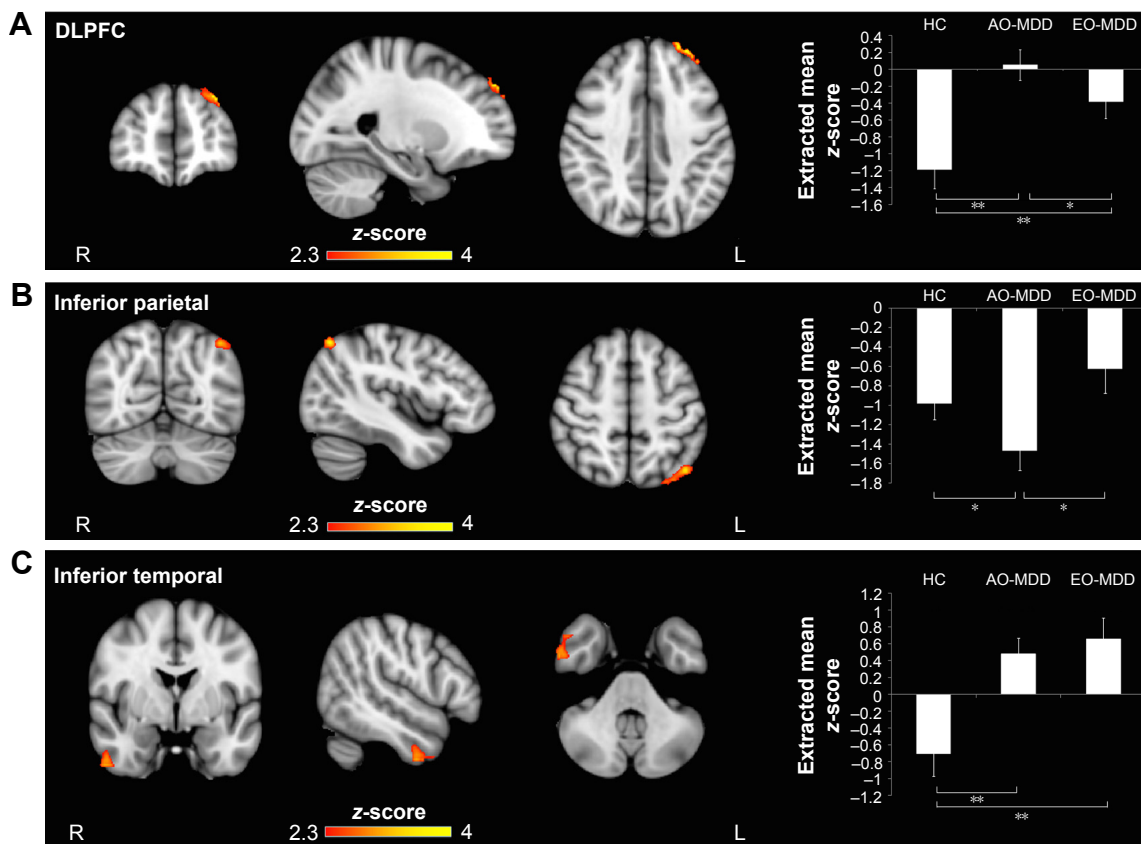 A
DLPFC
R
z-score
2.3
4
L
HC
AO-MDD
EO-MDD
Extracted mean
z-score
0.4
0.2
0
–0.2
–0.4
–0.6
–0.8
–1
–1.2
–1.4
–1.6
**
*
**
B
Inferior parietal
R
z-score
2.3
4
L
HC
AO-MDD
EO-MDD
Extracted mean
z-score
0
–0.2
–0.4
–0.6
–0.8
–1
–1.2
–1.4
–1.6
–1.8
*
*
C
Inferior temporal
R
z-score
2.3
4
L
HC
AO-MDD
EO-MDD
Extracted mean
z-score
1.2
1
0.8
0.6
0.4
0.2
0
–0.2
–0.4
–0.6
–0.8
–1
–1.2
**
**